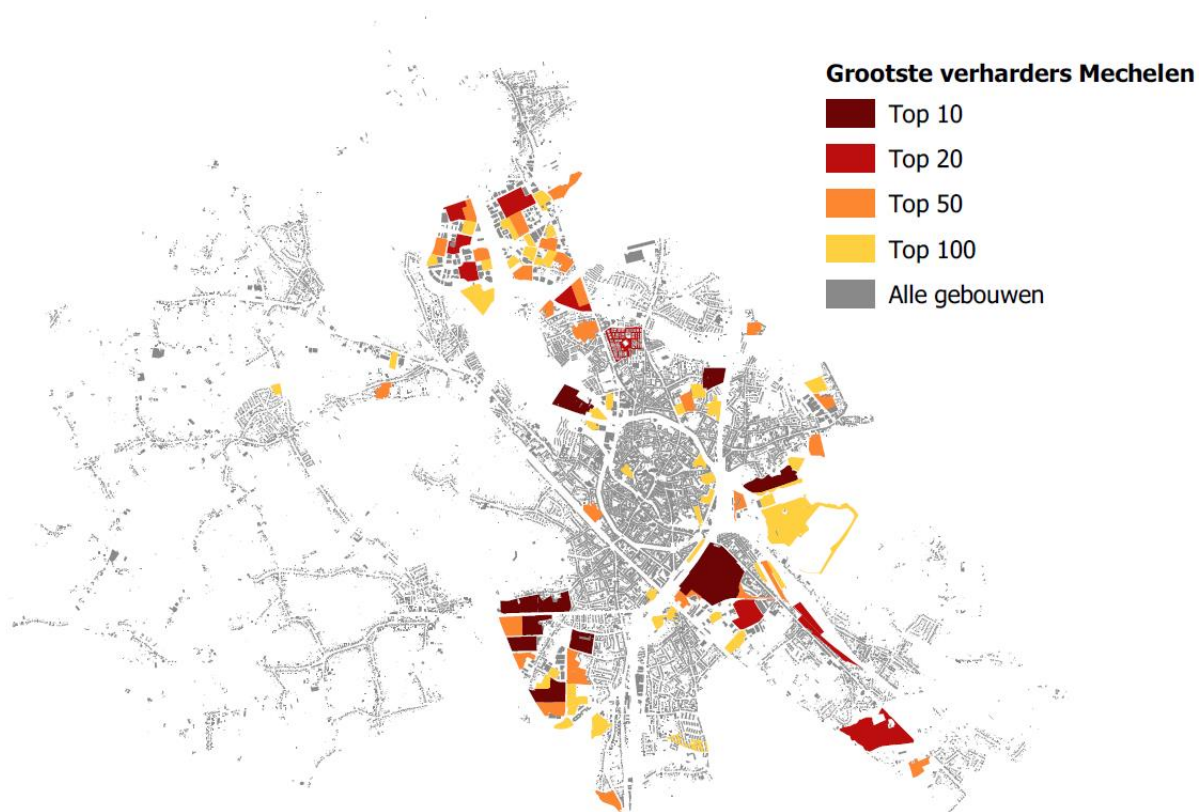 Grootste verharders Mechelen
Top 10
Top 20
Top 50
Top 100
Alle gebouwen